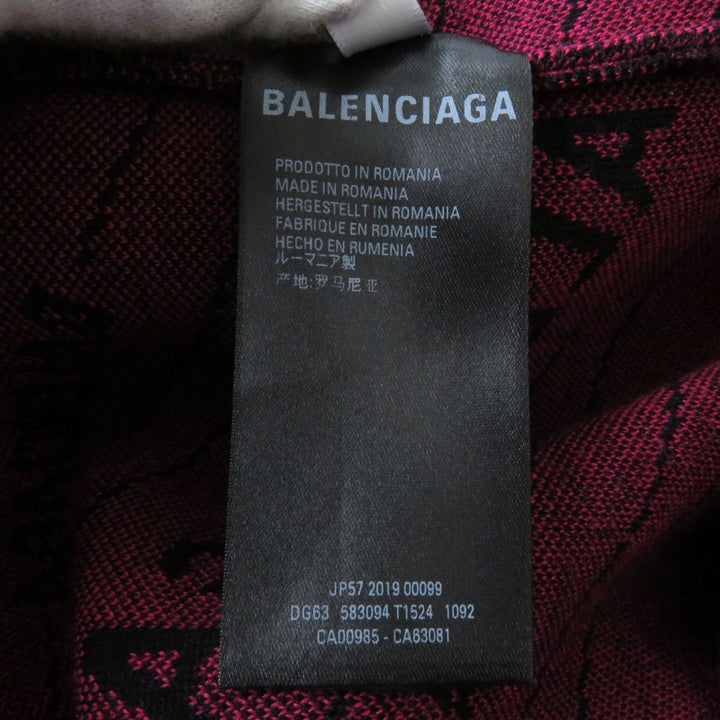 BALENCIAGA
PRODOTTO IN ROMANIA
MADE IN ROMANIA
HERGESTELLT IN ROMANIA
FABRIQUE EN ROMANIE
HECHO EN RUMENIA
ルーマニア製
产地:罗马尼亚
JP57 2019 00099
DG63 583094 T1524 1092
CA00985 - CA63081